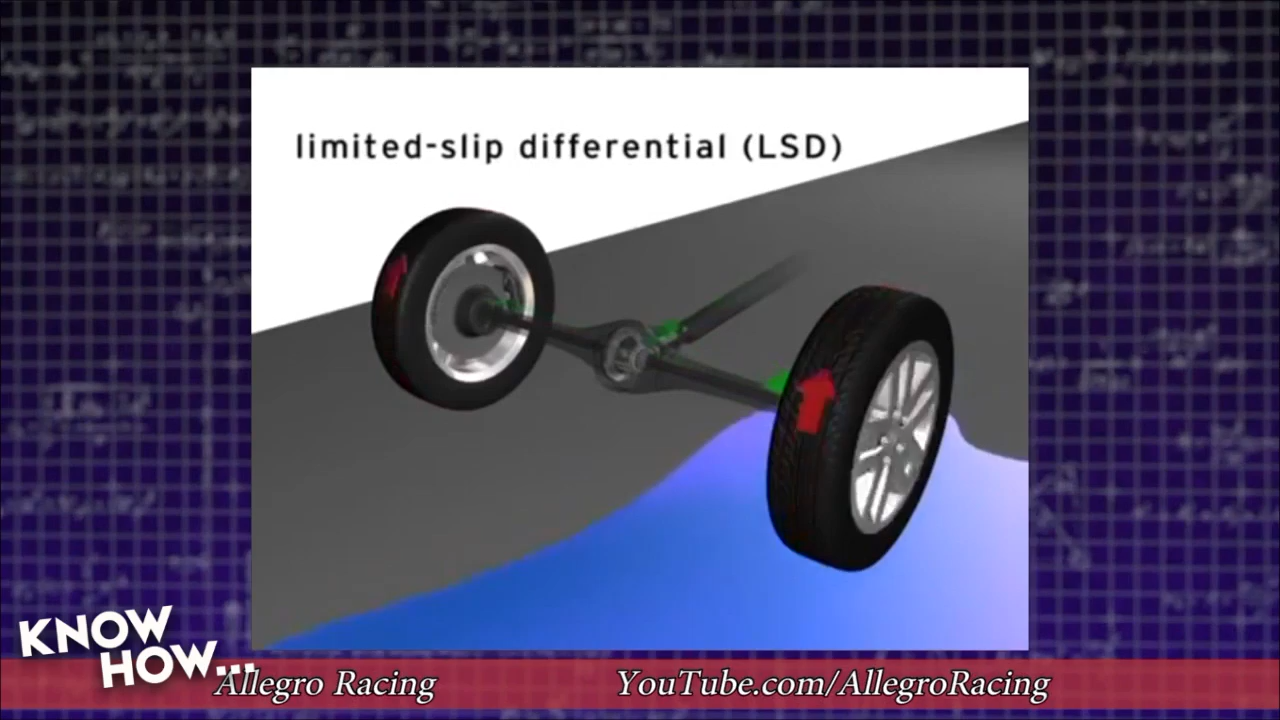 limited-slip differential (LSD)
KNOW
HOW...
Allegro Racing
YouTube.com/AllegroRacing